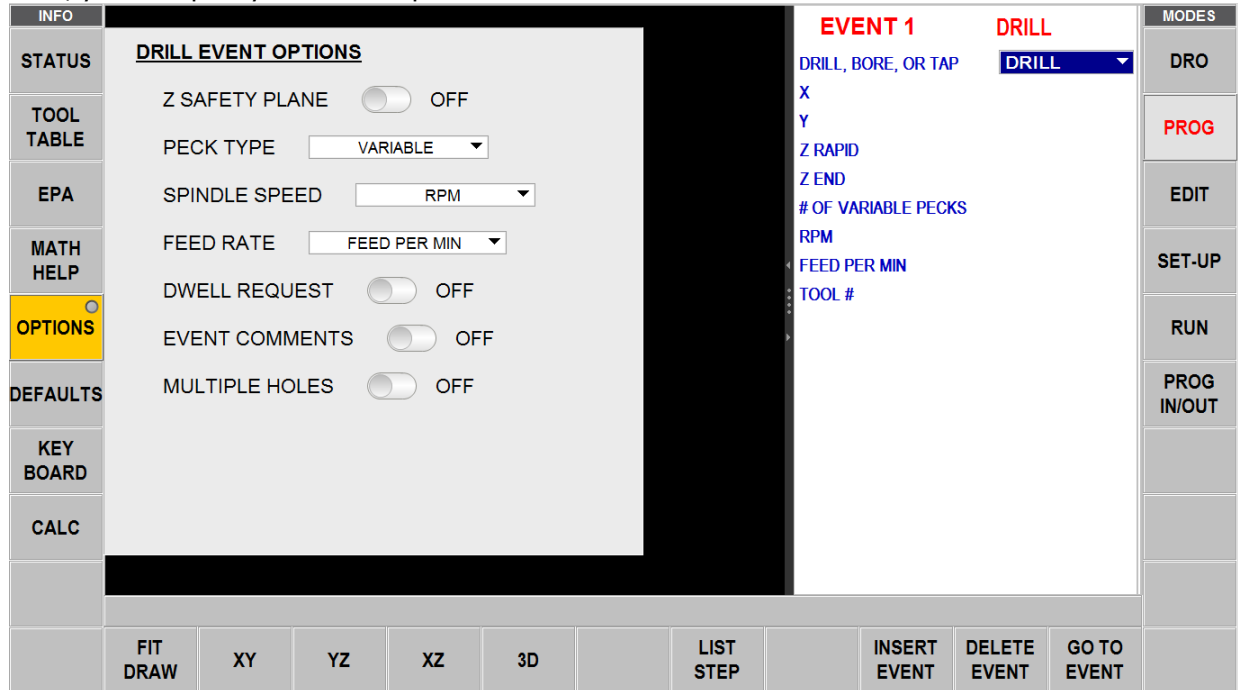 INFO
STATUS
TOOL
TABLE
EPA
MATH
HELP
OPTIONS
DEFAULTS
KEY
BOARD
CALC
DRILL EVENT OPTIONS
Z SAFETY PLANE OFF
PECK TYPE VARIABLE
SPINDLE SPEED RPM
FEED RATE FEED PER MIN
DWELL REQUEST OFF
EVENT COMMENTS OFF
MULTIPLE HOLES OFF
EVENT 1 DRILL
DRILL, BORE, OR TAP DRILL
X
Y
Z RAPID
Z END
# OF VARIABLE PECKS
RPM
FEED PER MIN
TOOL #
MODES
DRO
PROG
EDIT
SET-UP
RUN
PROG
IN/OUT
FIT
DRAW
XY
YZ
XZ
3D
LIST
STEP
INSERT
EVENT
DELETE
EVENT
GO TO
EVENT